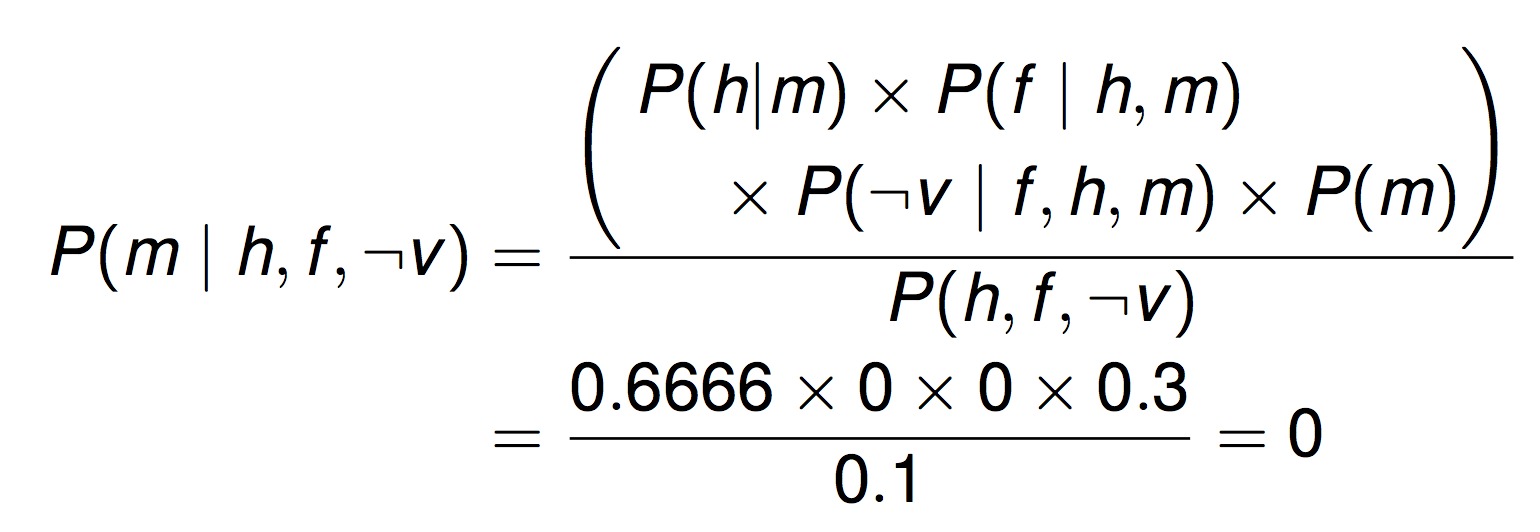 ( P(h|m) × P(f | h, m)
× P(¬v | f, h, m) × P(m) )
P(m | h, f, ¬v) =
P(h, f, ¬v)
0.6666 × 0 × 0 × 0.3
= = 0
0.1